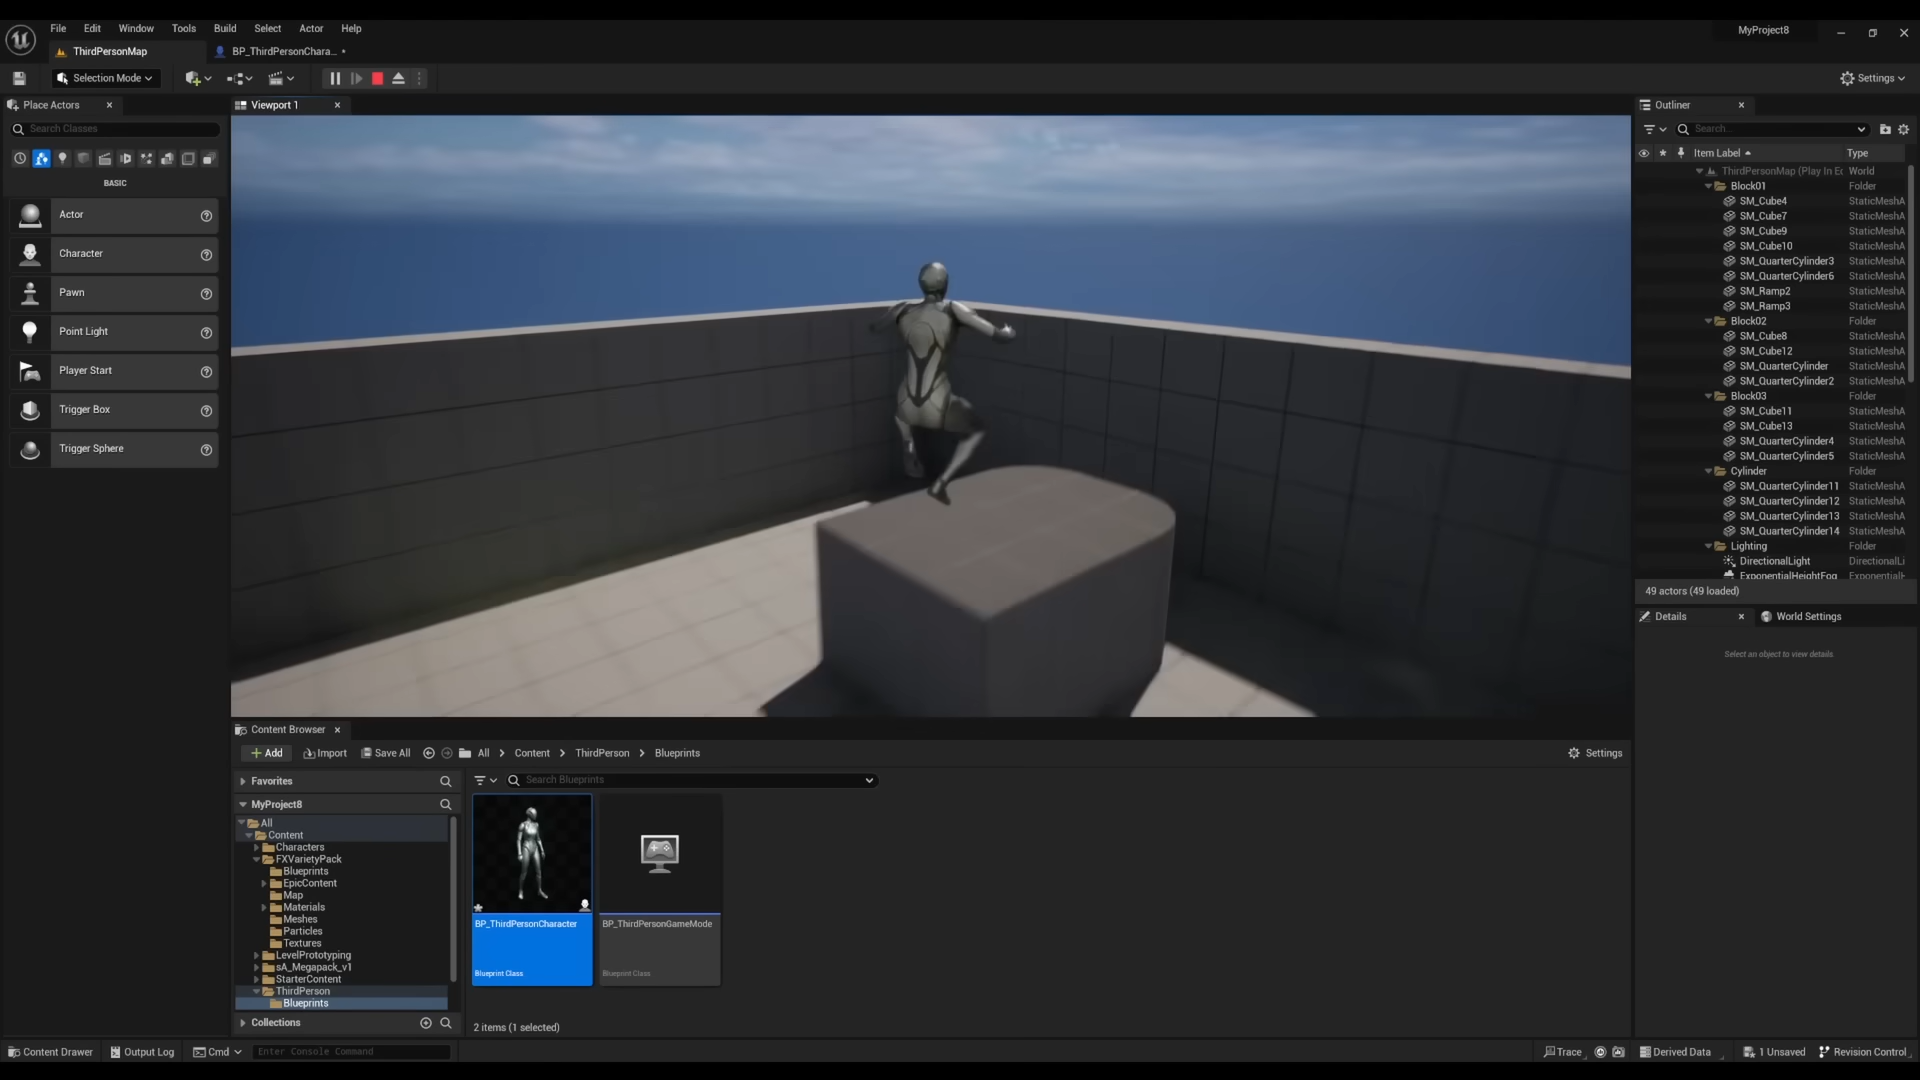 File Edit Window Tools Build Select Actor Help
MyProject8
ThirdPersonMap
BP_ThirdPersonChara... •
Selection Mode
Settings
Place Actors
Viewport 1
Outliner
Search Classes
Search...
BASIC
Item Label
Type
Actor
Character
Pawn
Point Light
Player Start
Trigger Box
Trigger Sphere
ThirdPersonMap (Play In Ec World
Block01 Folder
SM_Cube4 StaticMeshA
SM_Cube7 StaticMeshA
SM_Cube9 StaticMeshA
SM_Cube10 StaticMeshA
SM_QuarterCylinder3 StaticMeshA
SM_QuarterCylinder6 StaticMeshA
SM_Ramp2 StaticMeshA
SM_Ramp3 StaticMeshA
Block02 Folder
SM_Cube8 StaticMeshA
SM_Cube12 StaticMeshA
SM_QuarterCylinder StaticMeshA
SM_QuarterCylinder2 StaticMeshA
Block03 Folder
SM_Cube11 StaticMeshA
SM_Cube13 StaticMeshA
SM_QuarterCylinder4 StaticMeshA
SM_QuarterCylinder5 StaticMeshA
Cylinder Folder
SM_QuarterCylinder11 StaticMeshA
SM_QuarterCylinder12 StaticMeshA
SM_QuarterCylinder13 StaticMeshA
SM_QuarterCylinder14 StaticMeshA
Lighting Folder
DirectionalLight DirectionalLi
ExponentialHeightFog Exponential
49 actors (49 loaded)
Details
World Settings
Select an object to view details.
Content Browser
Add Import Save All All > Content > ThirdPerson > Blueprints
Settings
Favorites
Search Blueprints
MyProject8
All
Content
Characters
FXVarietyPack
Blueprints
EpicContent
Map
Materials
Meshes
Particles
Textures
LevelPrototyping
sA_Megapack_v1
StarterContent
ThirdPerson
Blueprints
Collections
BP_ThirdPersonCharacter
Blueprint Class
BP_ThirdPersonGameMode
Blueprint Class
2 items (1 selected)
Content Drawer Output Log Cmd Enter Console Command
Trace Derived Data 1 Unsaved Revision Control